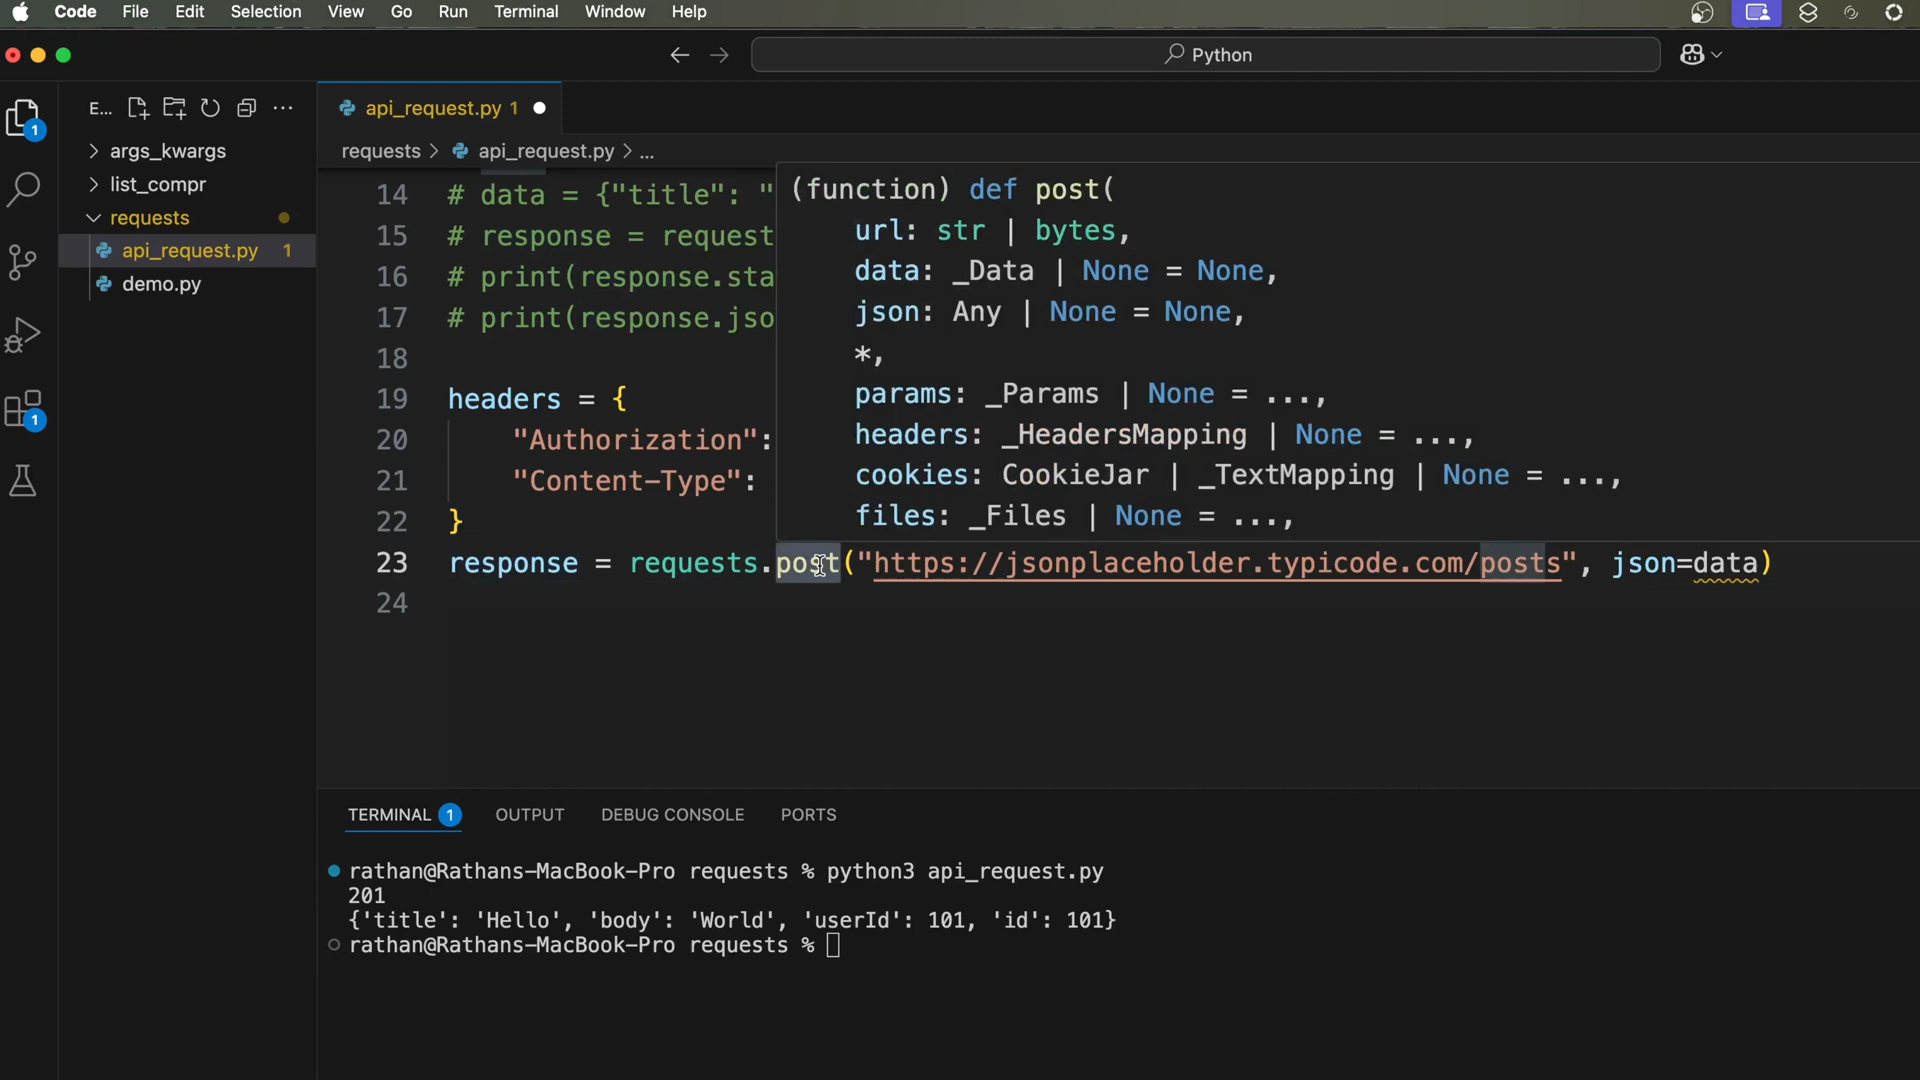 Code File Edit Selection View Go Run Terminal Window Help
Python
1
E...
api_request.py 1
args_kwargs
requests > api_request.py > ...
list_compr
requests
api_request.py 1
demo.py
1
14 # data = {"title": "
15 # response = request
16 # print(response.sta
17 # print(response.jso
18
19 headers = {
20 "Authorization":
21 "Content-Type":
22 }
(function) def post(
url: str | bytes,
data: _Data | None = None,
json: Any | None = None,
*,
params: _Params | None = ...,
headers: _HeadersMapping | None = ...,
cookies: CookieJar | _TextMapping | None = ...,
files: _Files | None = ...,
23 response = requests.post("https://jsonplaceholder.typicode.com/posts", json=data)
24
TERMINAL 1 OUTPUT DEBUG CONSOLE PORTS
rathan@Rathans-MacBook-Pro requests % python3 api_request.py
201
{'title': 'Hello', 'body': 'World', 'userId': 101, 'id': 101}
rathan@Rathans-MacBook-Pro requests %